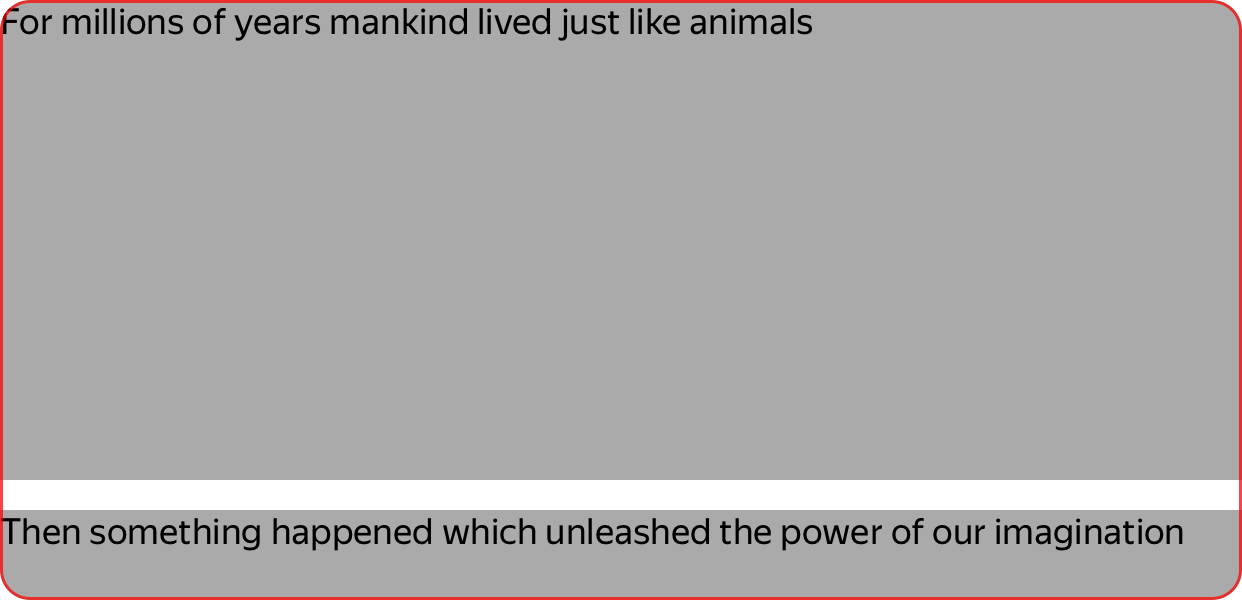 For millions of years mankind lived just like animals
Then something happened which unleashed the power of our imagination